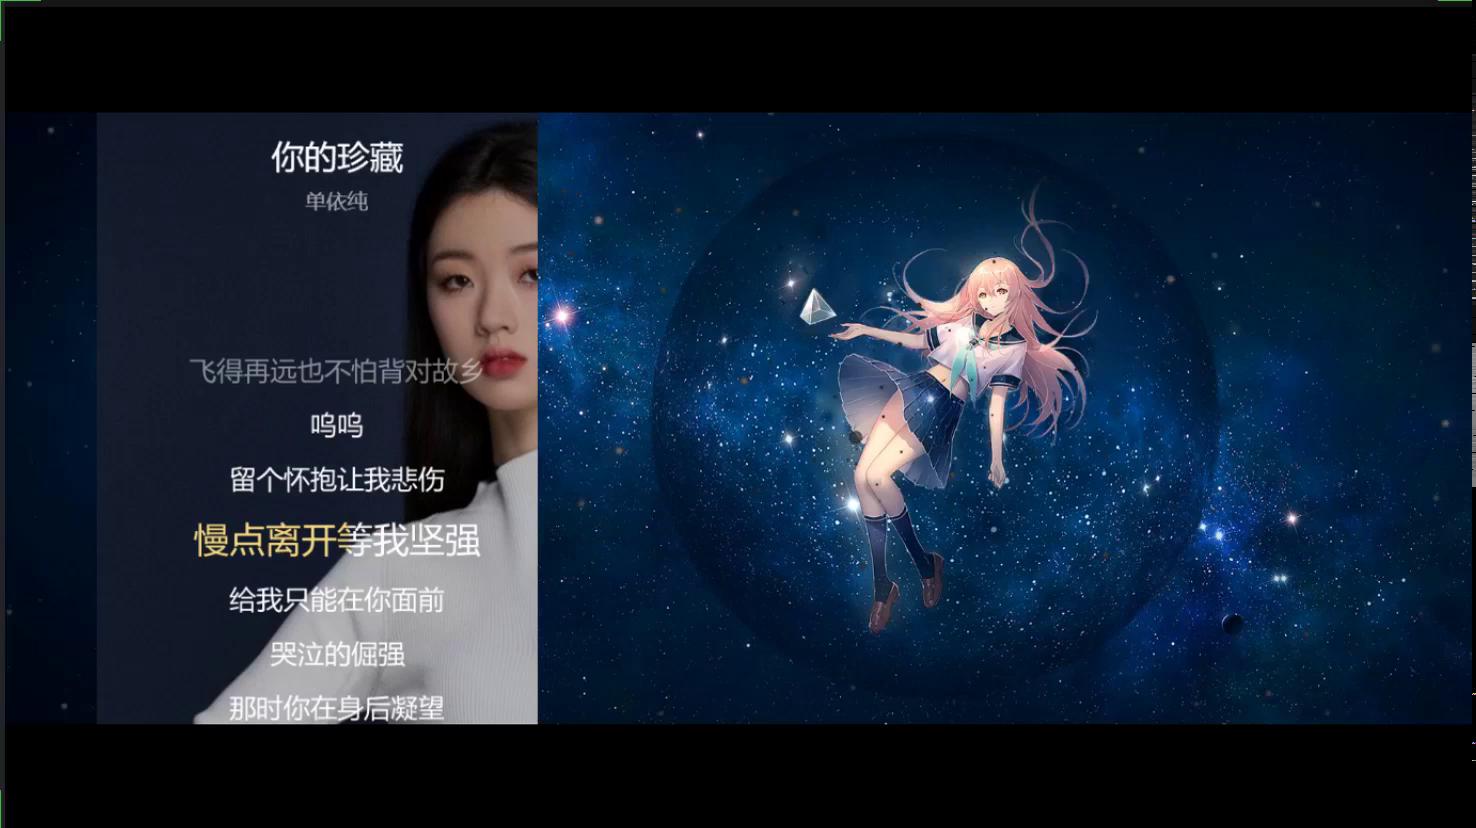 你的珍藏
单依纯
飞得再远也不怕背对故乡
呜呜
留个怀抱让我悲伤
慢点离开等我坚强
给我只能在你面前
哭泣的倔强
那时你在身后凝望